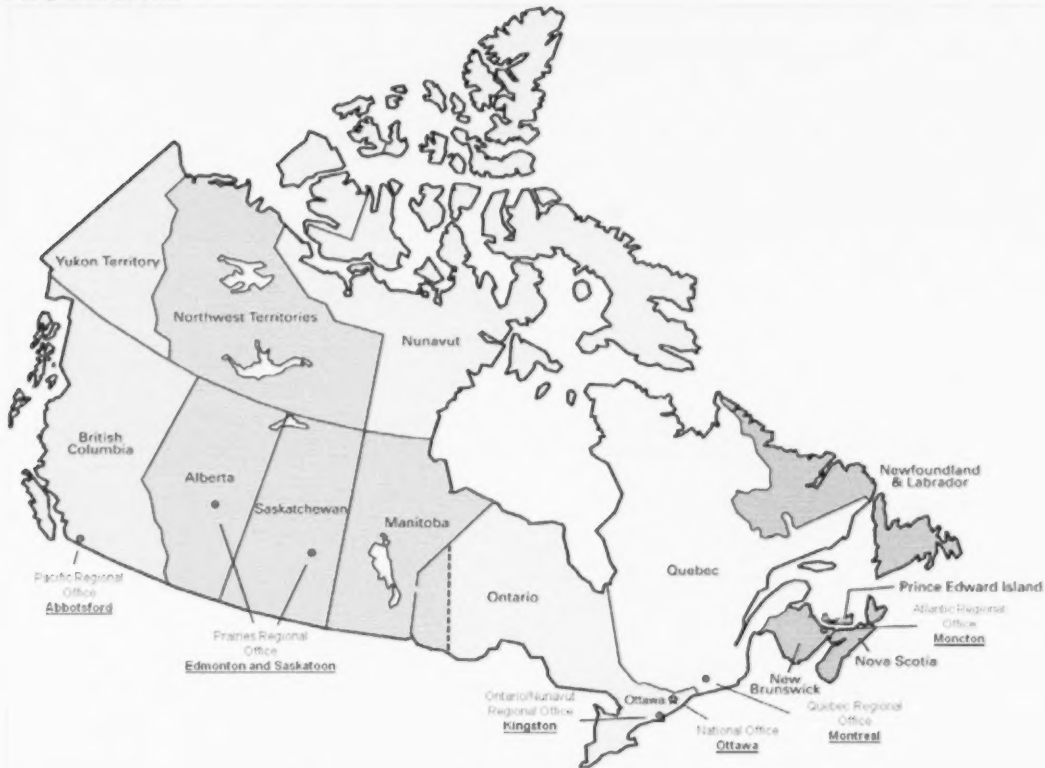 Yukon Territory
Northwest Territories
Nunavut
British
Columbia
Alberta
Saskatchewan
Manitoba
Newfoundland
& Labrador
Quebec
Ontario
Prince Edward Island
Pacific Regional
Office
Abbotsford
Atlantic Regional
Office
Moncton
Prairies Regional
Office
Edmonton and Saskatoon
Nova Scotia
New
Brunswick
Ontario/Nunavut
Regional Office
Kingston
Ottawa
National Office
Ottawa
Quebec Regional
Office
Montreal